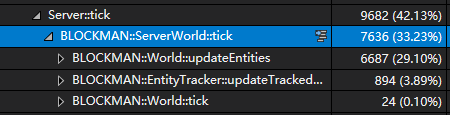 Server::tick 9682 (42.13%)
BLOCKMAN::ServerWorld::tick 7636 (33.23%)
BLOCKMAN::World::updateEntities 6687 (29.10%)
BLOCKMAN::EntityTracker::updateTracked... 894 (3.89%)
BLOCKMAN::World::tick 24 (0.10%)